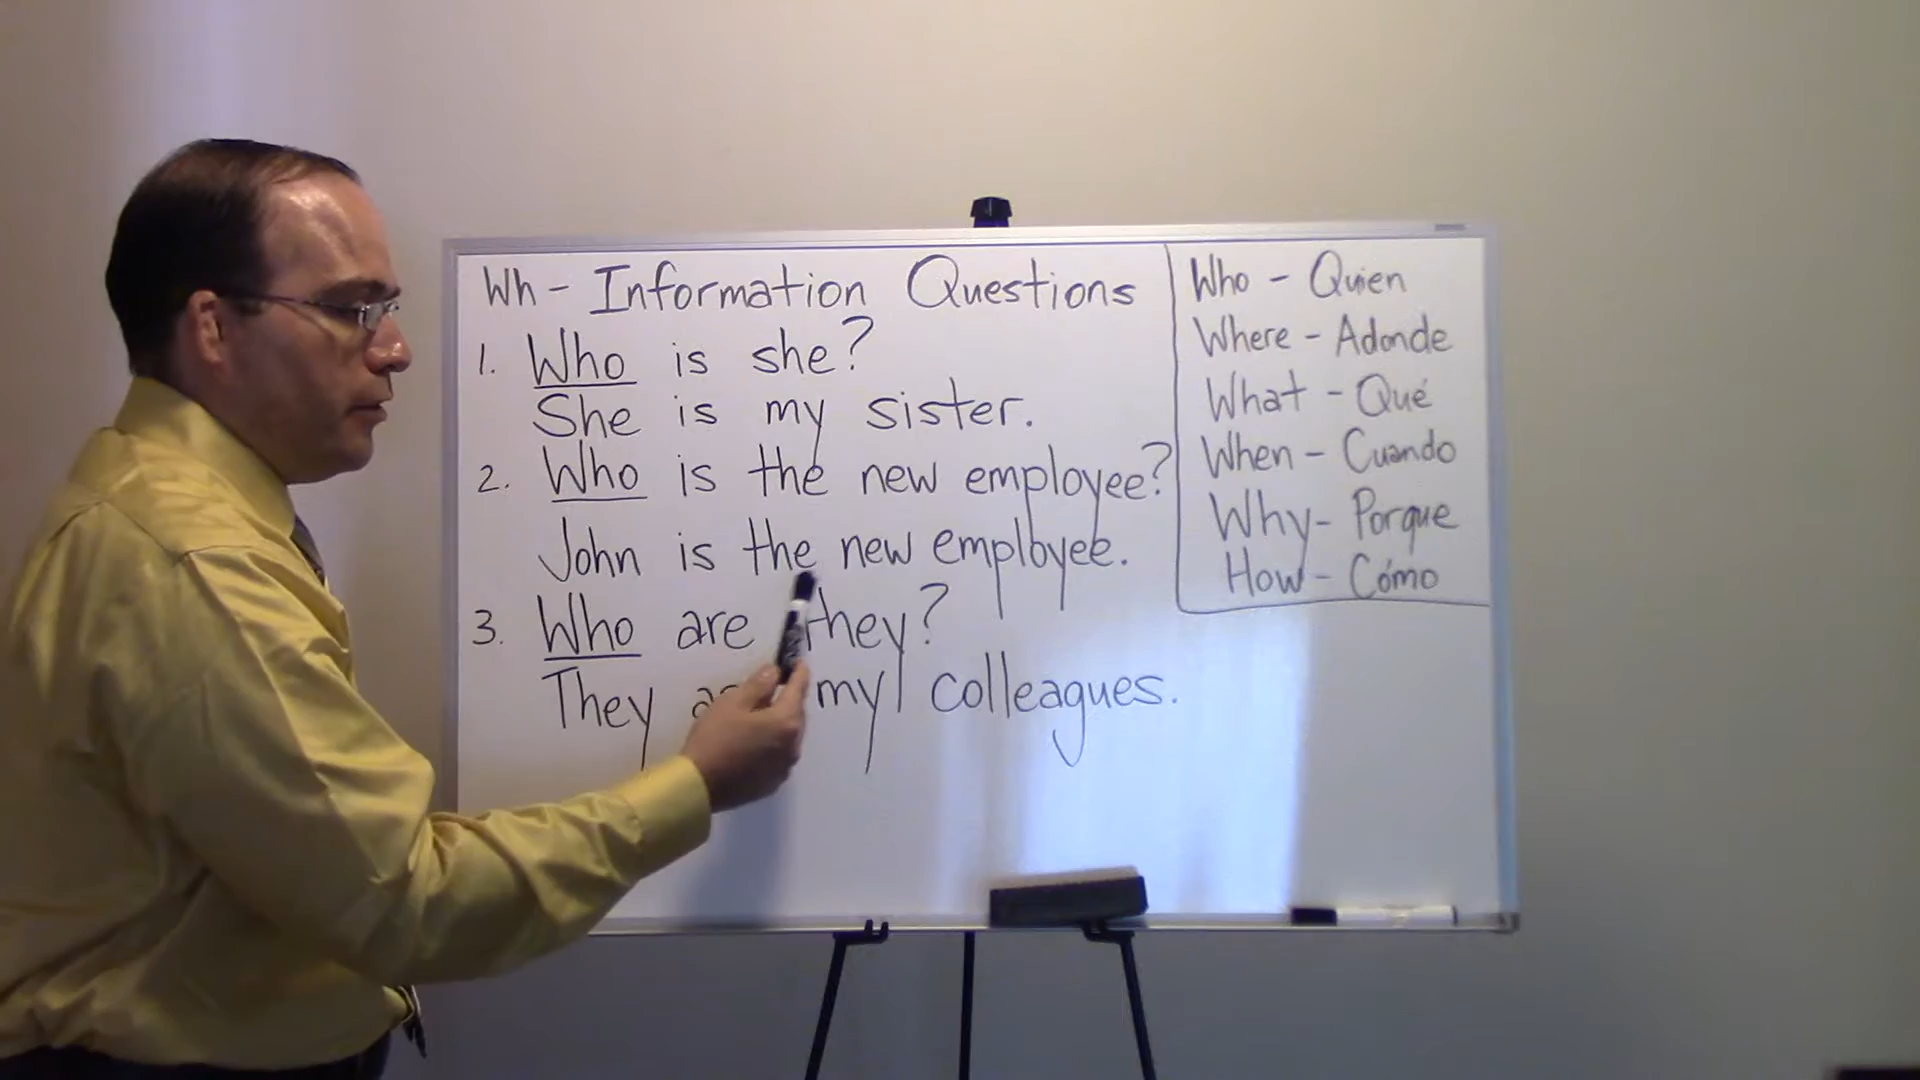 Wh - Information Questions
1. Who is she?
She is my sister.
2. Who is the new employee?
John is the new employee.
3. Who are they?
They my colleagues.
Who - Quien
Where - Adonde
What - Qué
When - Cuando
Why - Porque
How - Cómo